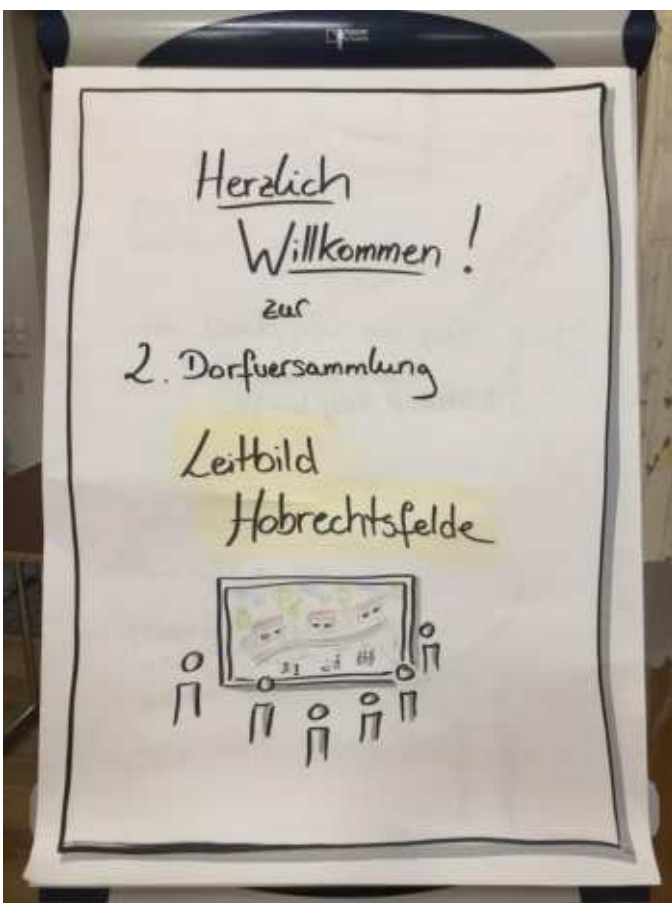 Herzlich
Willkommen!
zur
2. Dorfversammlung
Leitbild
Hobrechtsfelde